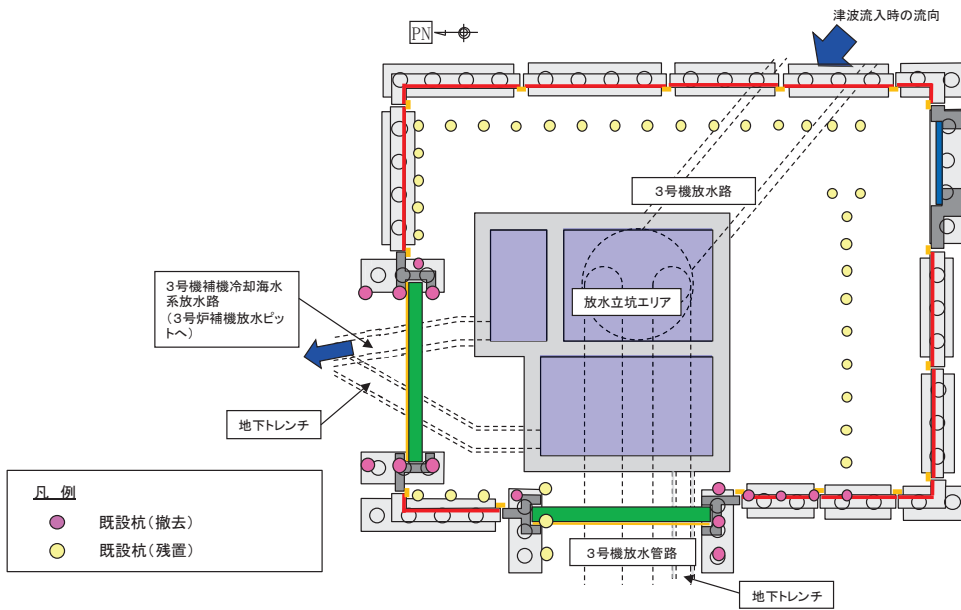 津波流入時の流向
PN
3号機放水路
3号機補機冷却海水
系放水路
(3号炉補機放水ピッ
トへ)
放水立坑エリア
地下トレンチ
凡 例
既設杭(撤去)
既設杭(残置)
3号機放水管路
地下トレンチ